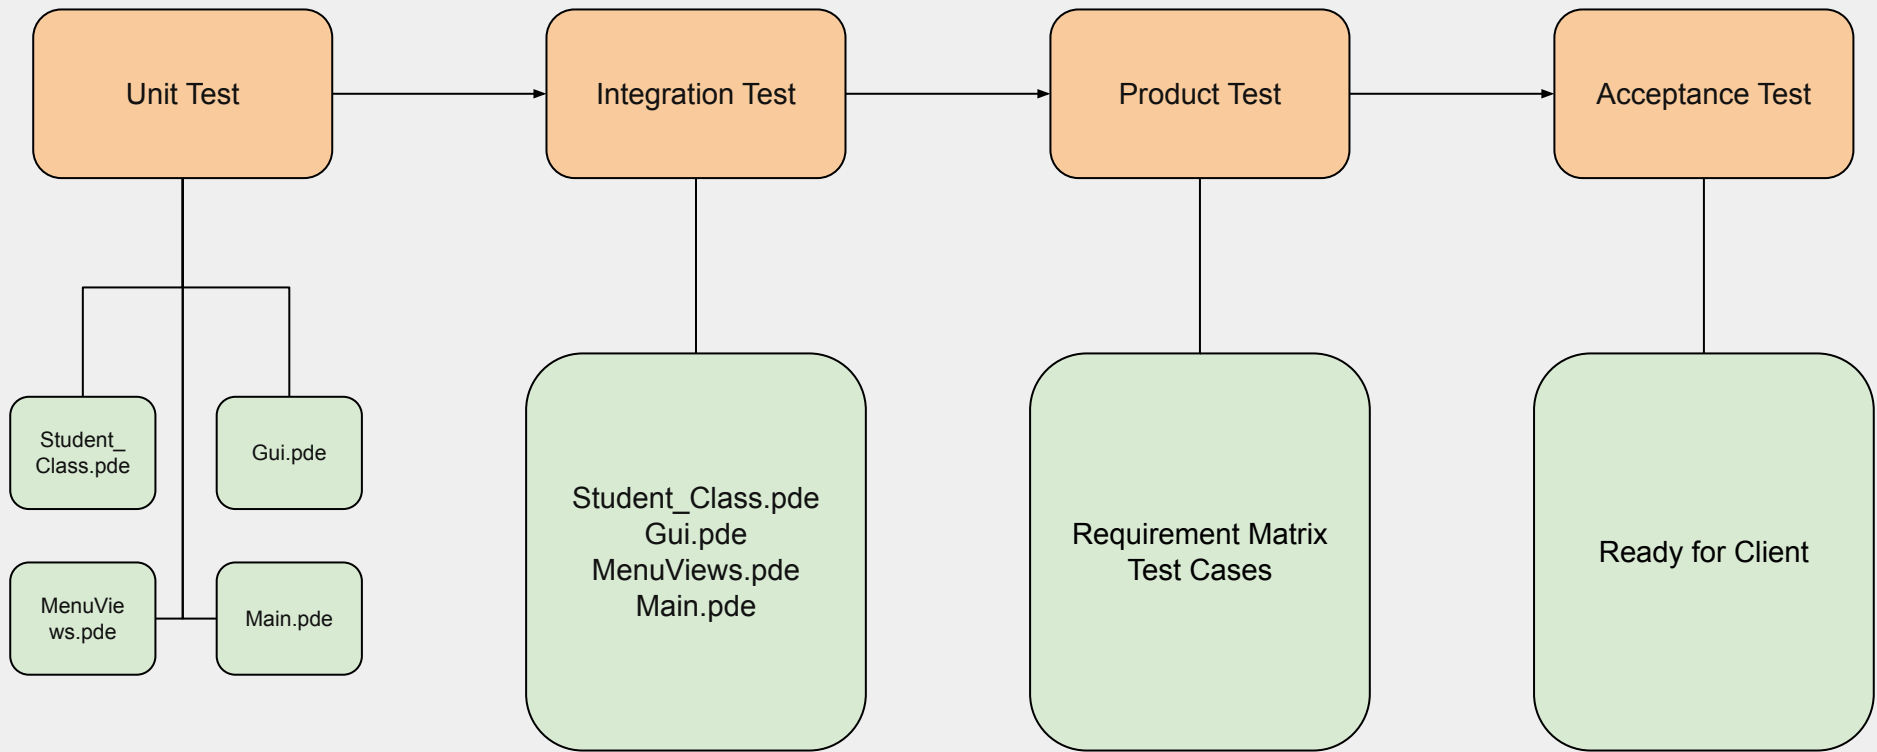 Unit Test
Integration Test
Product Test
Acceptance Test
Student_
Class.pde
Gui.pde
MenuVie
ws.pde
Main.pde
Student_Class.pde
Gui.pde
MenuViews.pde
Main.pde
Requirement Matrix
Test Cases
Ready for Client